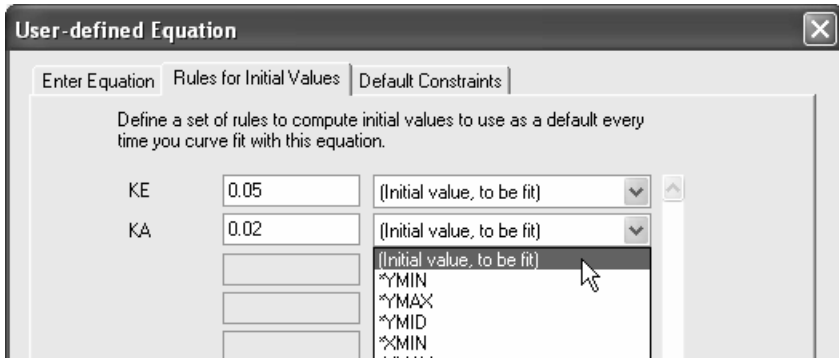 User-defined Equation
Enter Equation Rules for Initial Values Default Constraints
Define a set of rules to compute initial values to use as a default every
time you curve fit with this equation.
KE 0.05 (Initial value, to be fit)
KA 0.02 (Initial value, to be fit)
(Initial value, to be fit)
*YMIN
*YMAX
*YMID
*XMIN